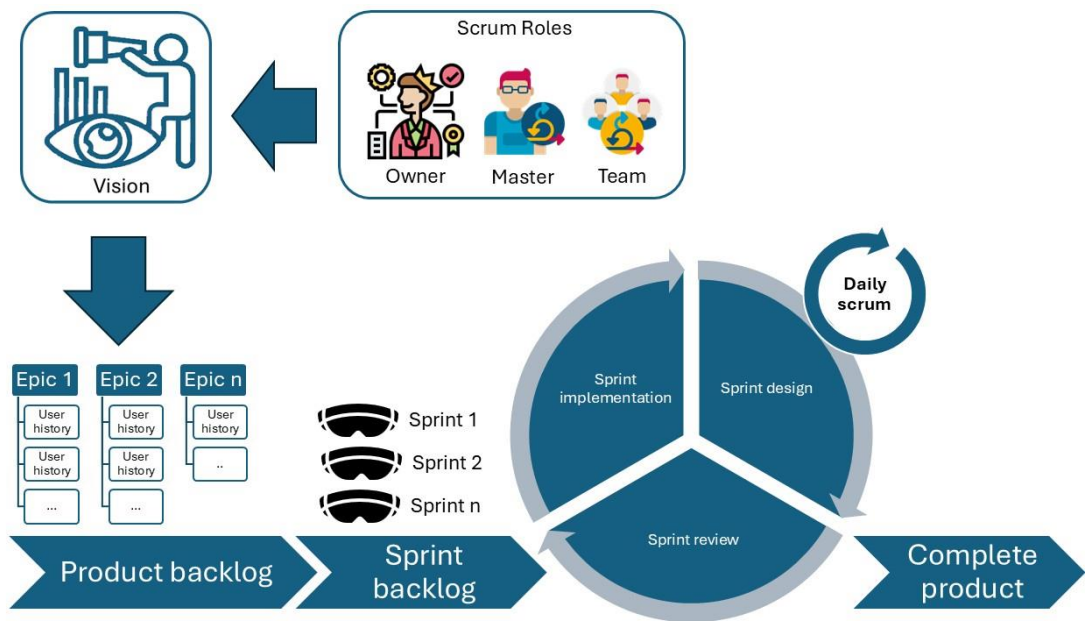 Scrum Roles
Owner
Master
Team
Vision
Daily
scrum
Epic 1
Epic 2
Epic n
User
history
User
history
User
history
User
history
User
history
..
...
...
Sprint 1
Sprint 2
Sprint n
Sprint
implementation
Sprint design
Sprint review
Product backlog
Sprint
backlog
Complete
product